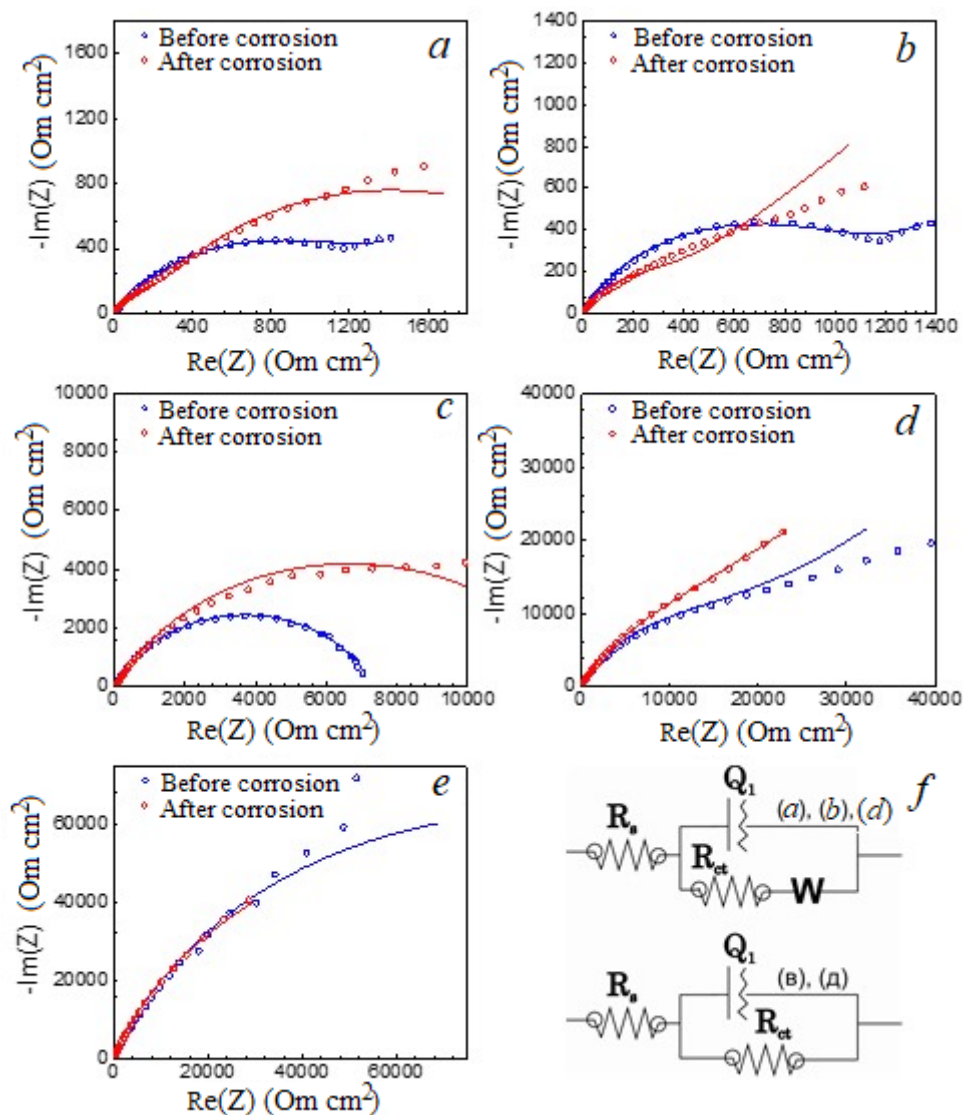 Before corrosion
After corrosion
a
1800
1200
800
400
0
0 400 800 1200 1600
-Im(Z) (Om cm²)
Re(Z) (Om cm²)
Before corrosion
After corrosion
b
1400
1200
1000
800
600
400
200
0
0 200 400 600 800 1000 1200 1400
-Im(Z)(Om cm²)
Re(Z) (Om cm²)
Before corrosion
After corrosion
c
10000
8000
6000
4000
2000
0
0 2000 4000 6000 8000 10000
-Im(Z) (Om cm²)
Re(Z) (Om cm²)
Before corrosion
After corrosion
d
40000
30000
20000
10000
0
0 10000 20000 30000 40000
-Im(Z) (Om cm²)
Re(Z) (Om cm²)
Before corrosion
After corrosion
e
60000
40000
20000
0
0 20000 40000 60000
-Im(Z) (Om cm²)
Re(Z) (Om cm²)
f
Q₁
(a), (b),(d)
Rₛ
R_ct
W
Q₁
(в), (д)
Rₛ
R_ct